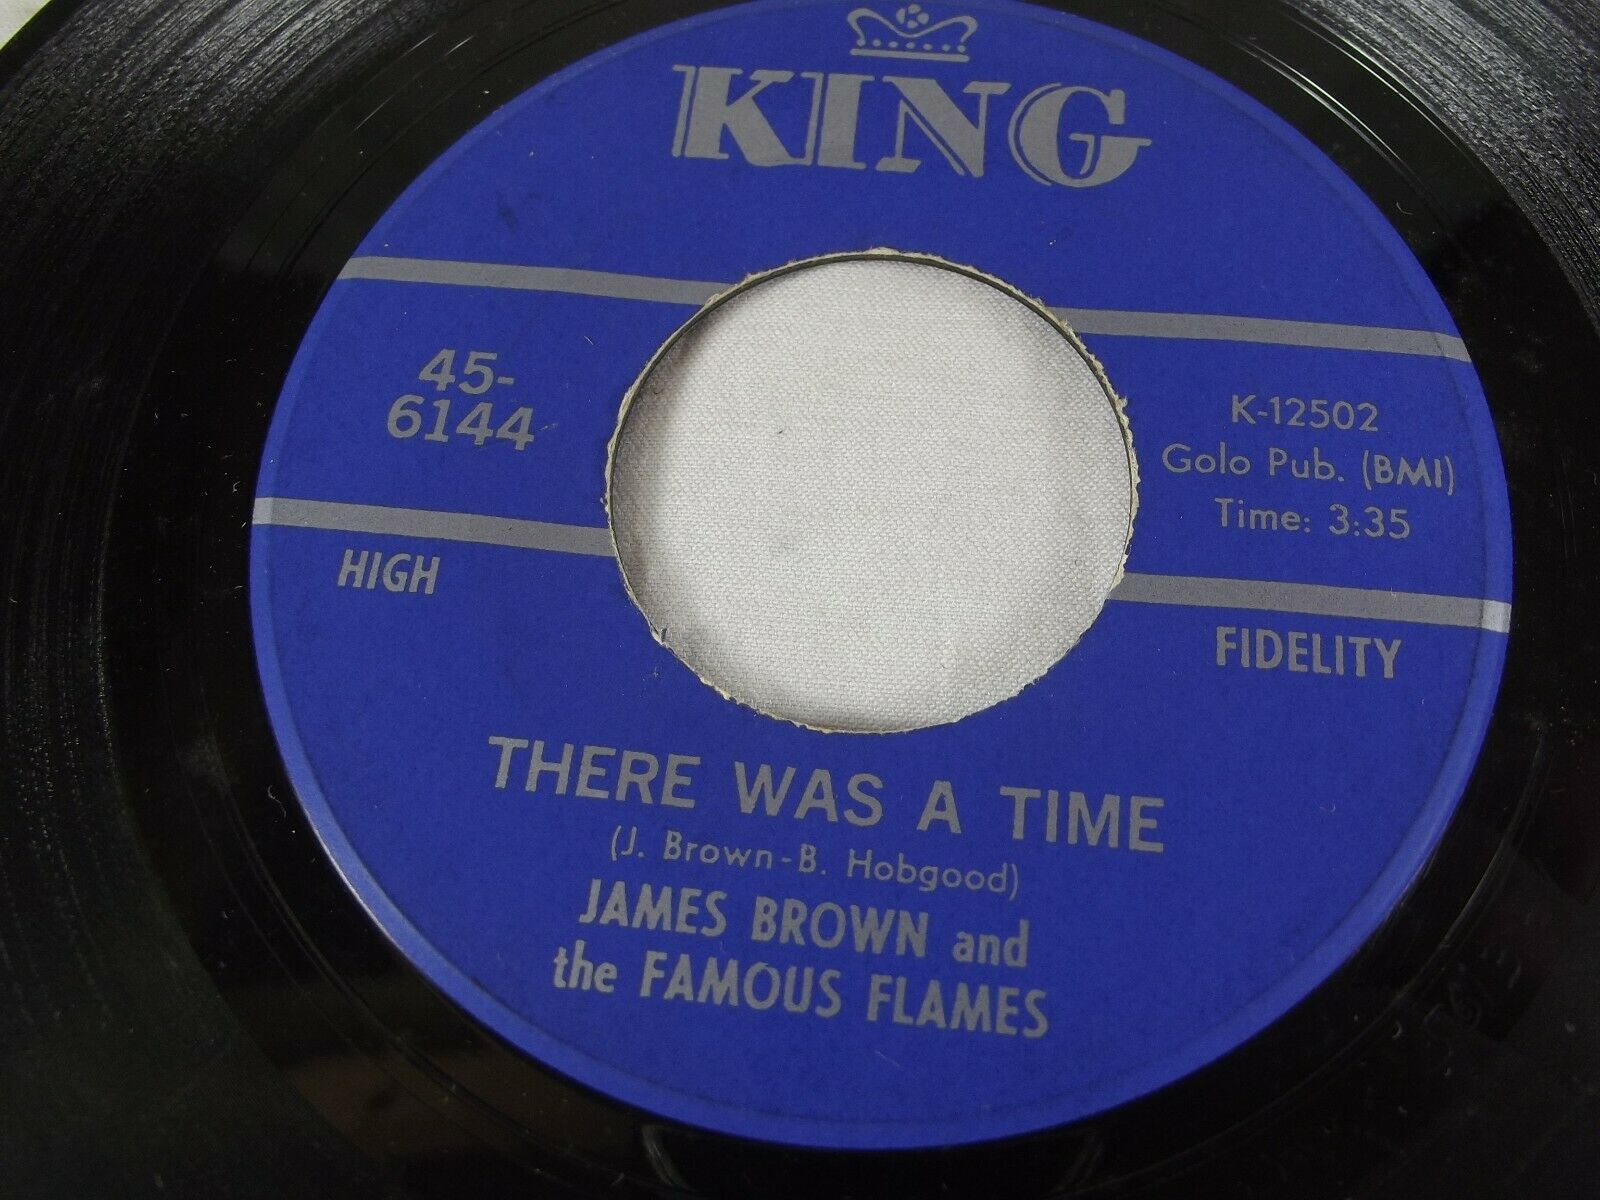 KING
45-
6144
K-12502
Golo Pub. (BMI)
Time: 3:35
HIGH
FIDELITY
THERE WAS A TIME
(J. Brown-B. Hobgood)
JAMES BROWN and
the FAMOUS FLAMES